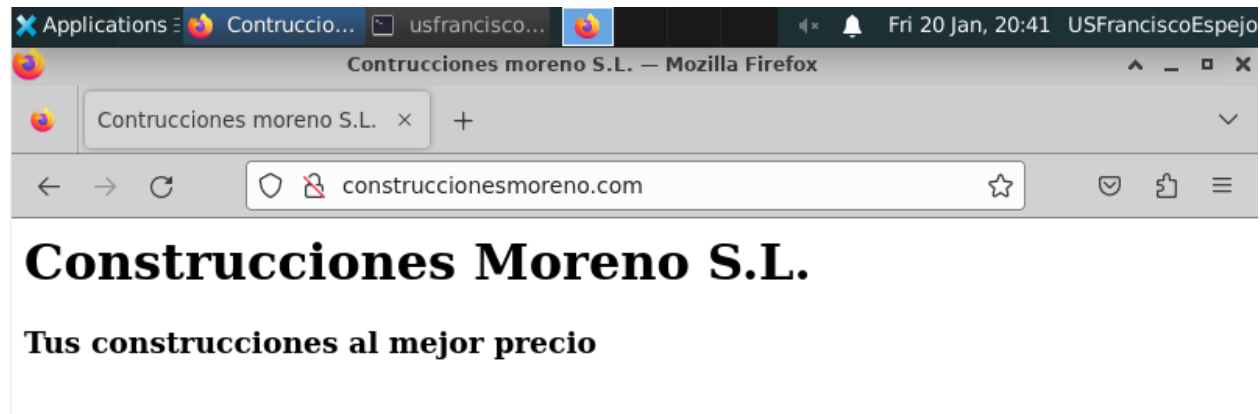 Applications Contruccio... usfrancisco... Fri 20 Jan, 20:41 USFranciscoEspejo
Contrucciones moreno S.L. — Mozilla Firefox
Contrucciones moreno S.L.
construccionesmoreno.com
Construcciones Moreno S.L.
Tus construcciones al mejor precio